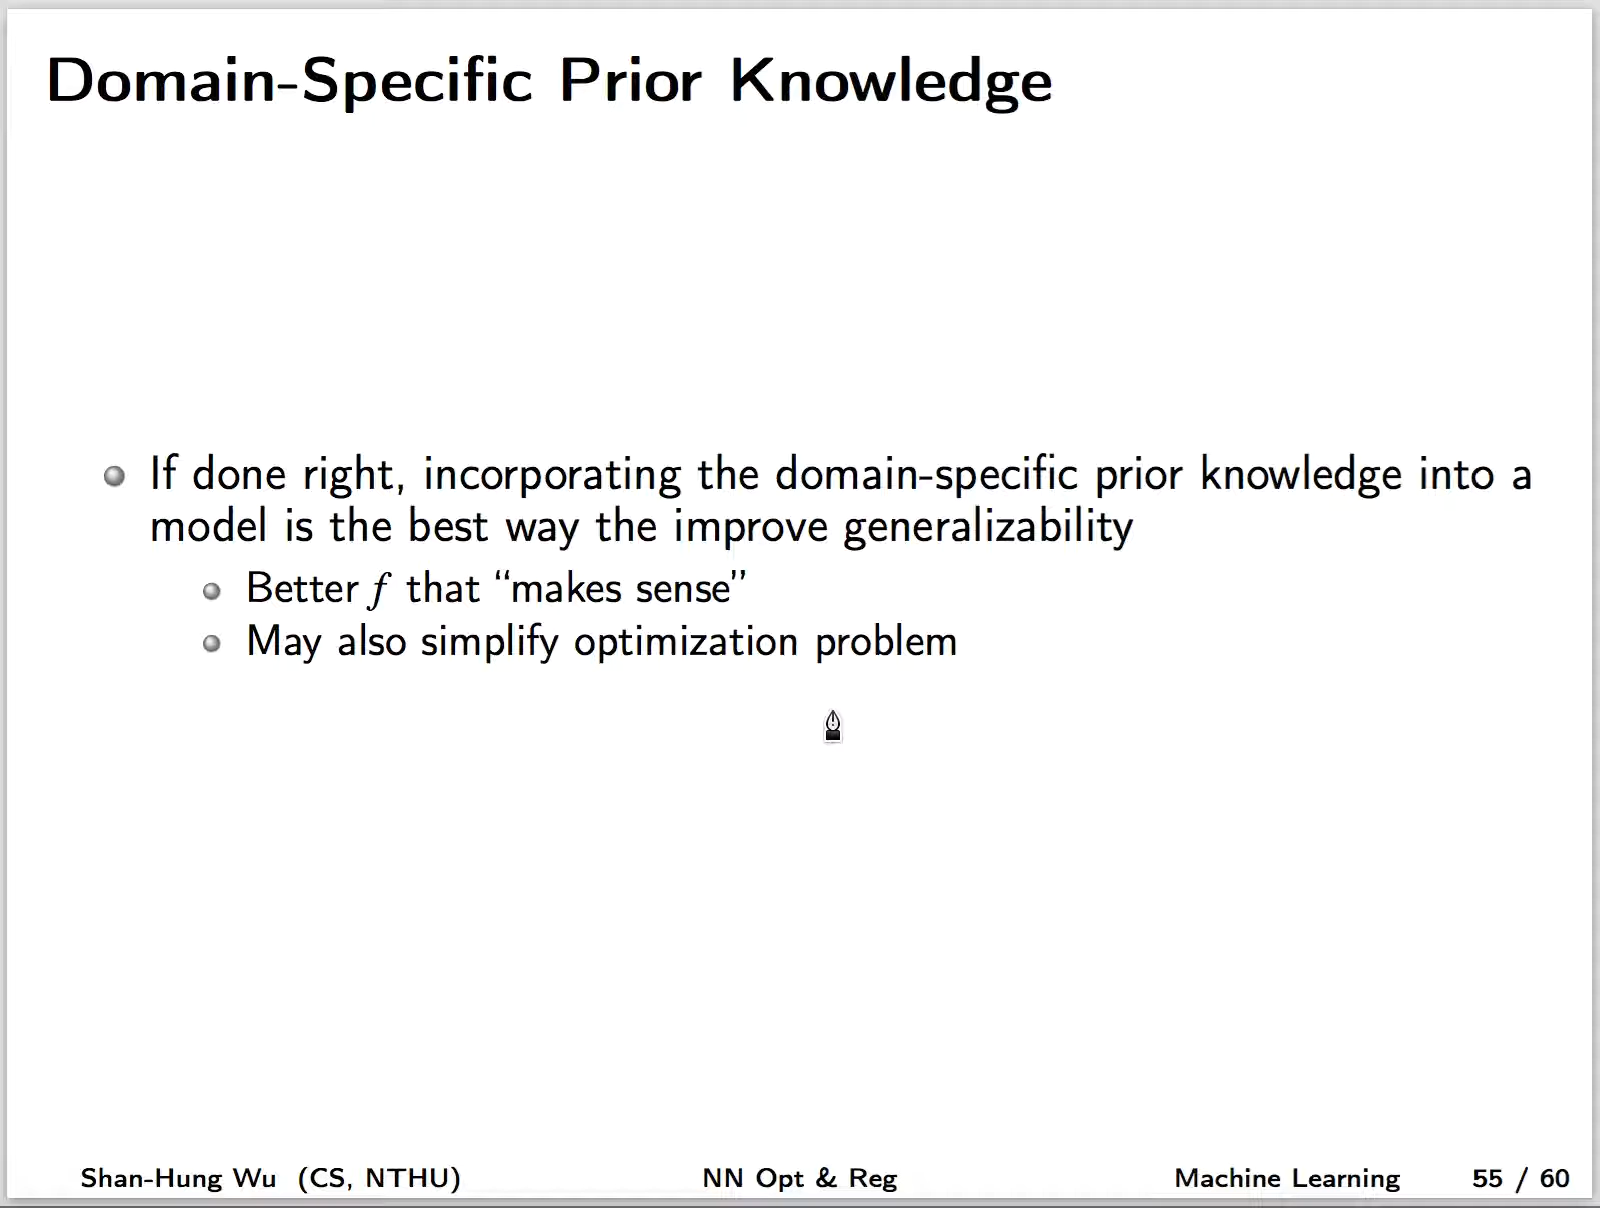 Domain-Specific Prior Knowledge
If done right, incorporating the domain-specific prior knowledge into a
model is the best way the improve generalizability
Better f that “makes sense”
May also simplify optimization problem
Shan-Hung Wu (CS, NTHU) NN Opt & Reg Machine Learning 55 / 60